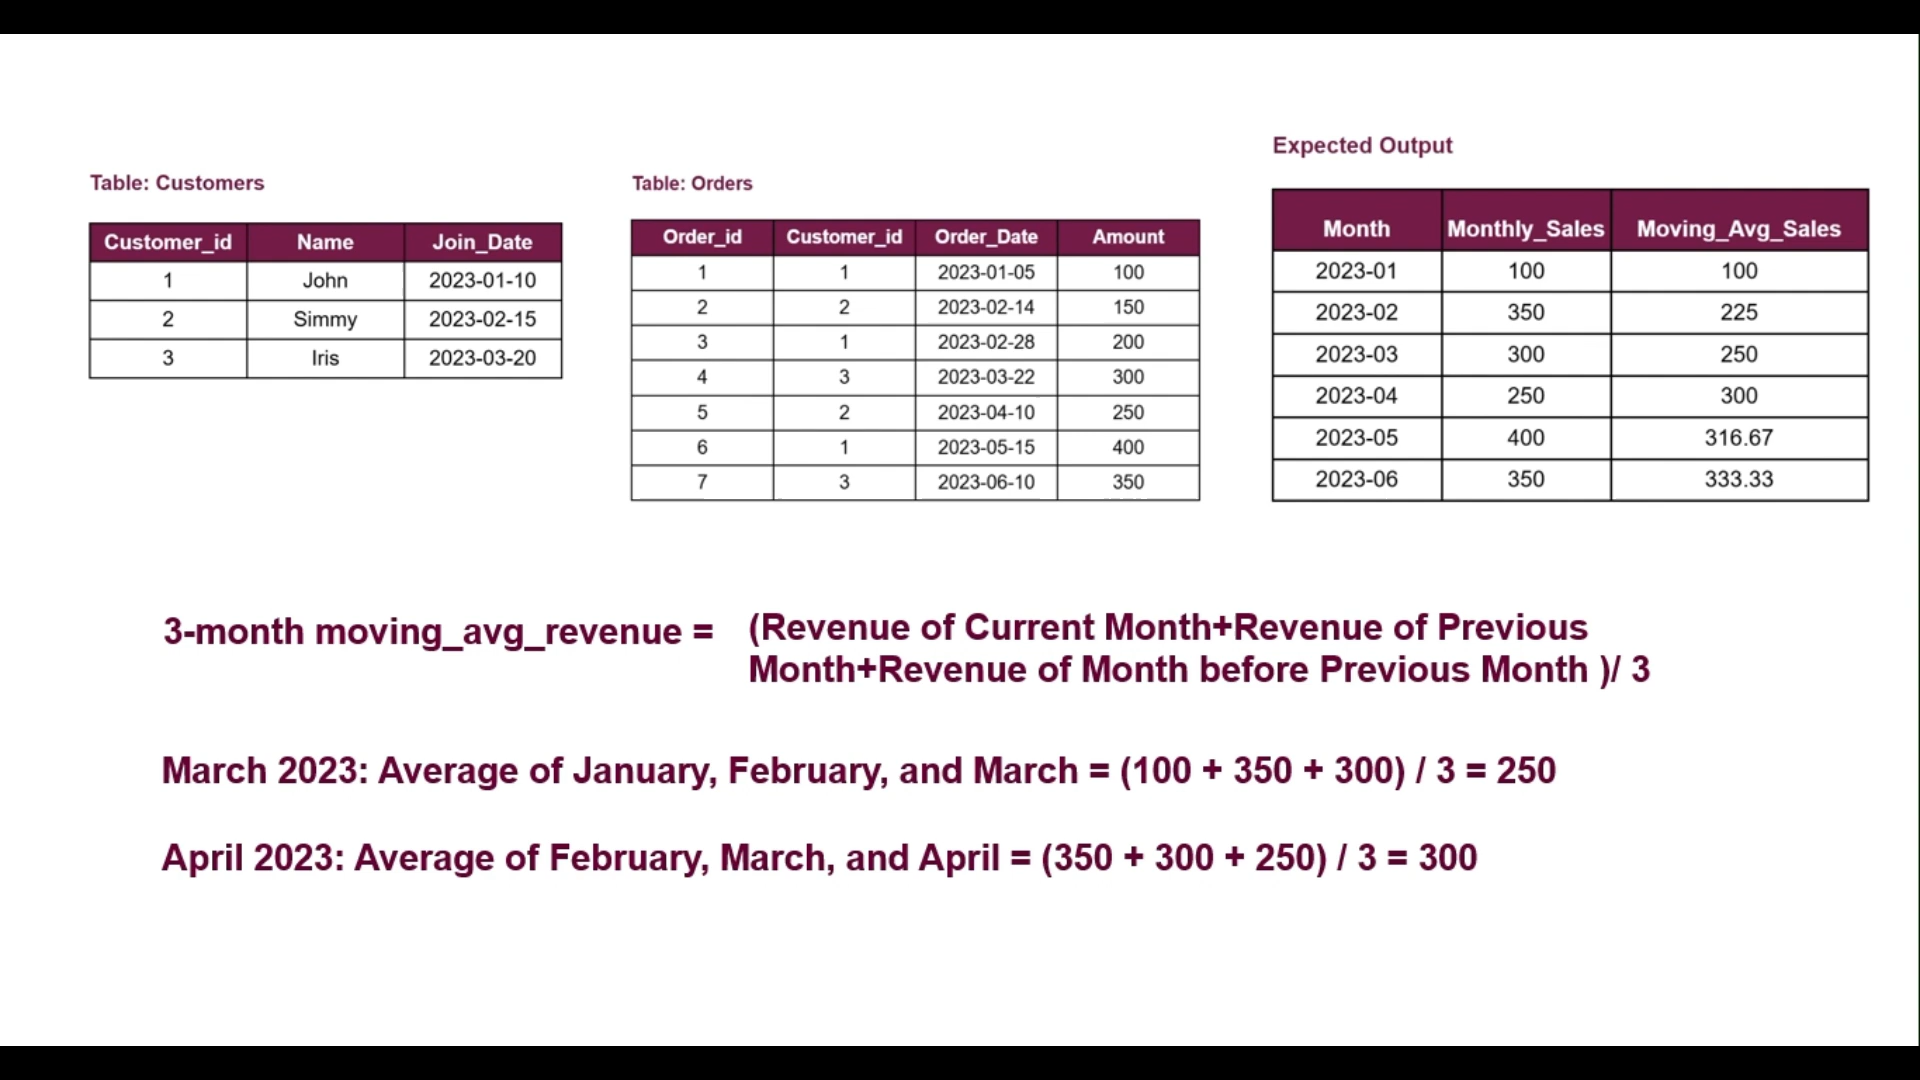 Table: Customers
Customer_id Name Join_Date
1 John 2023-01-10
2 Simmy 2023-02-15
3 Iris 2023-03-20
Table: Orders
Order_id Customer_id Order_Date Amount
1 1 2023-01-05 100
2 2 2023-02-14 150
3 1 2023-02-28 200
4 3 2023-03-22 300
5 2 2023-04-10 250
6 1 2023-05-15 400
7 3 2023-06-10 350
Expected Output
Month Monthly_Sales Moving_Avg_Sales
2023-01 100 100
2023-02 350 225
2023-03 300 250
2023-04 250 300
2023-05 400 316.67
2023-06 350 333.33
3-month moving_avg_revenue = (Revenue of Current Month+Revenue of Previous
Month+Revenue of Month before Previous Month )/ 3
March 2023: Average of January, February, and March = (100 + 350 + 300) / 3 = 250
April 2023: Average of February, March, and April = (350 + 300 + 250) / 3 = 300